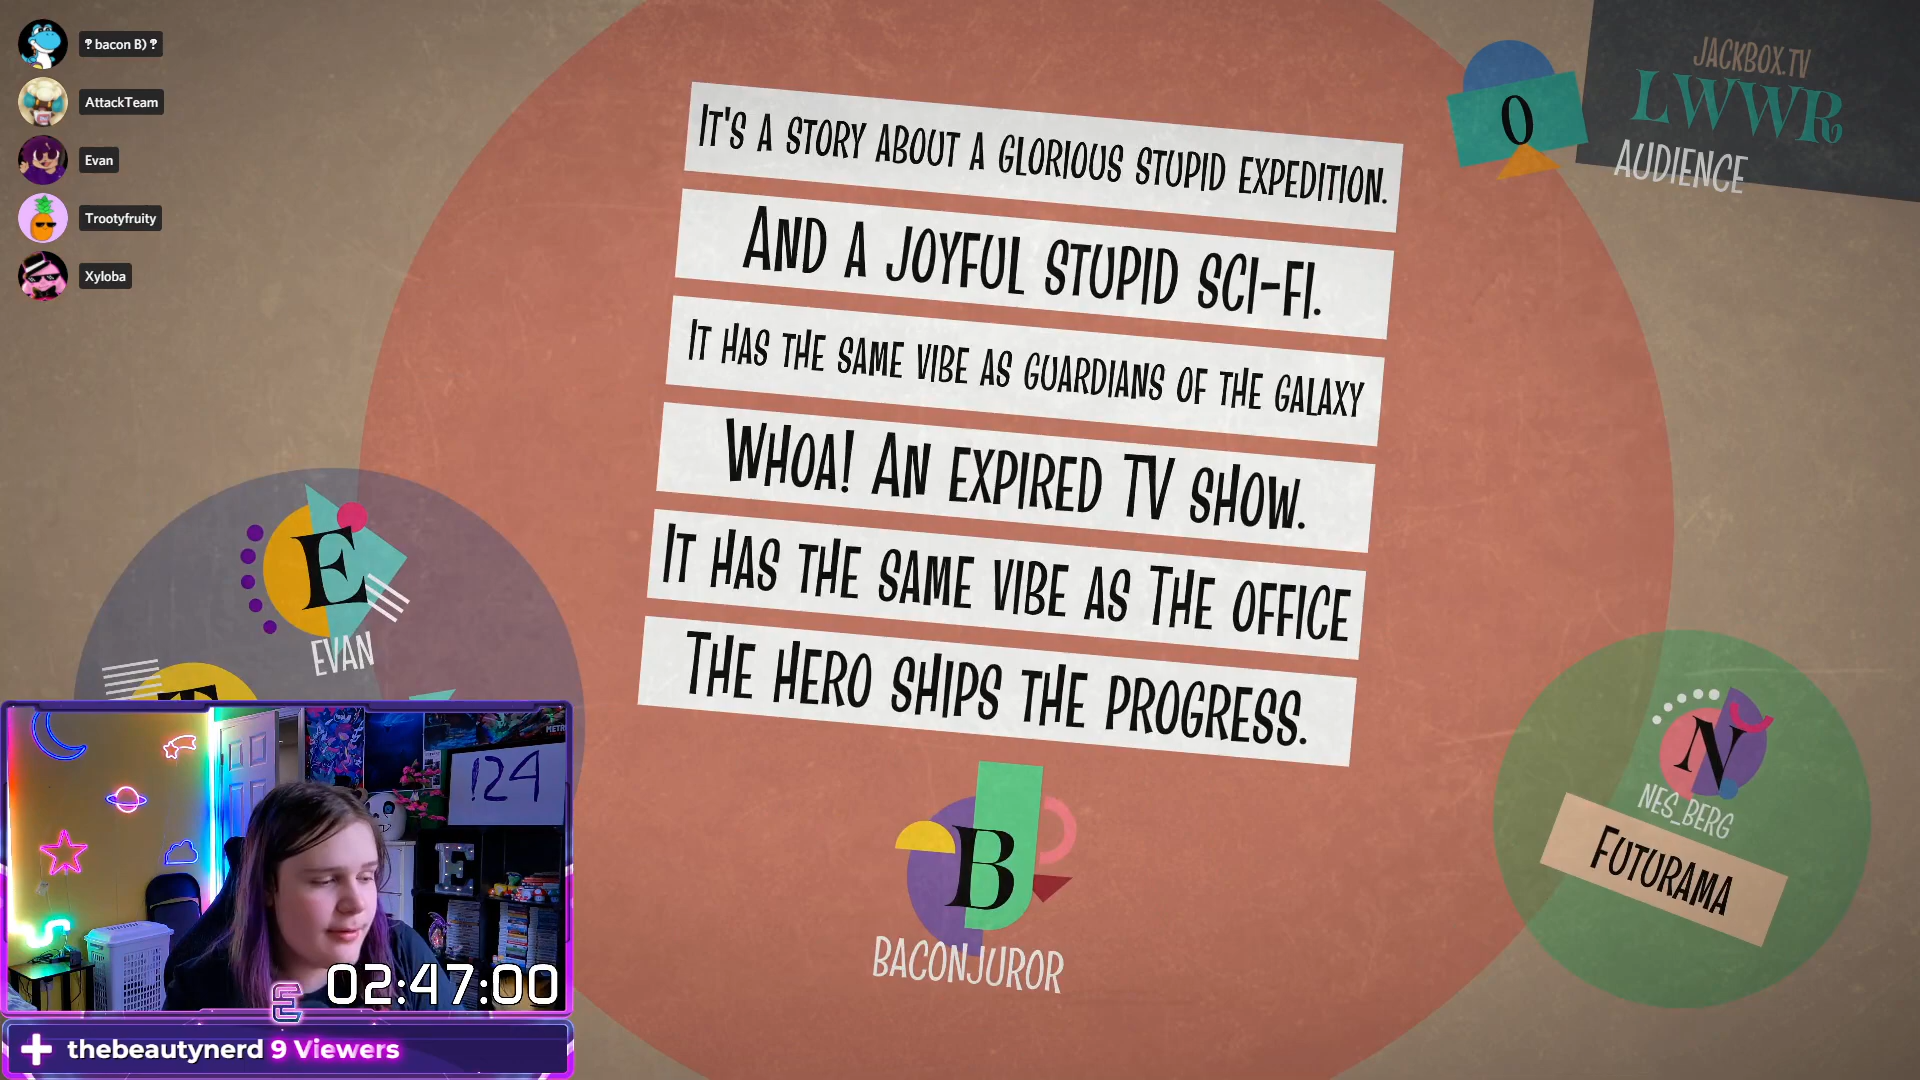 ‽ bacon B) ‽
AttackTeam
Evan
Trootyfruity
Xyloba
JACKBOX.TV
LWWR
AUDIENCE
0
IT'S A STORY ABOUT A GLORIOUS STUPID EXPEDITION.
AND A JOYFUL STUPID SCI-FI.
IT HAS THE SAME VIBE AS GUARDIANS OF THE GALAXY
WHOA! AN EXPIRED TV SHOW.
IT HAS THE SAME VIBE AS THE OFFICE
THE HERO SHIPS THE PROGRESS.
E
EVAN
T
N
NES_BERG
FUTURAMA
B
BACONJUROR
!24
E
02:47:00
thebeautynerd 9 Viewers